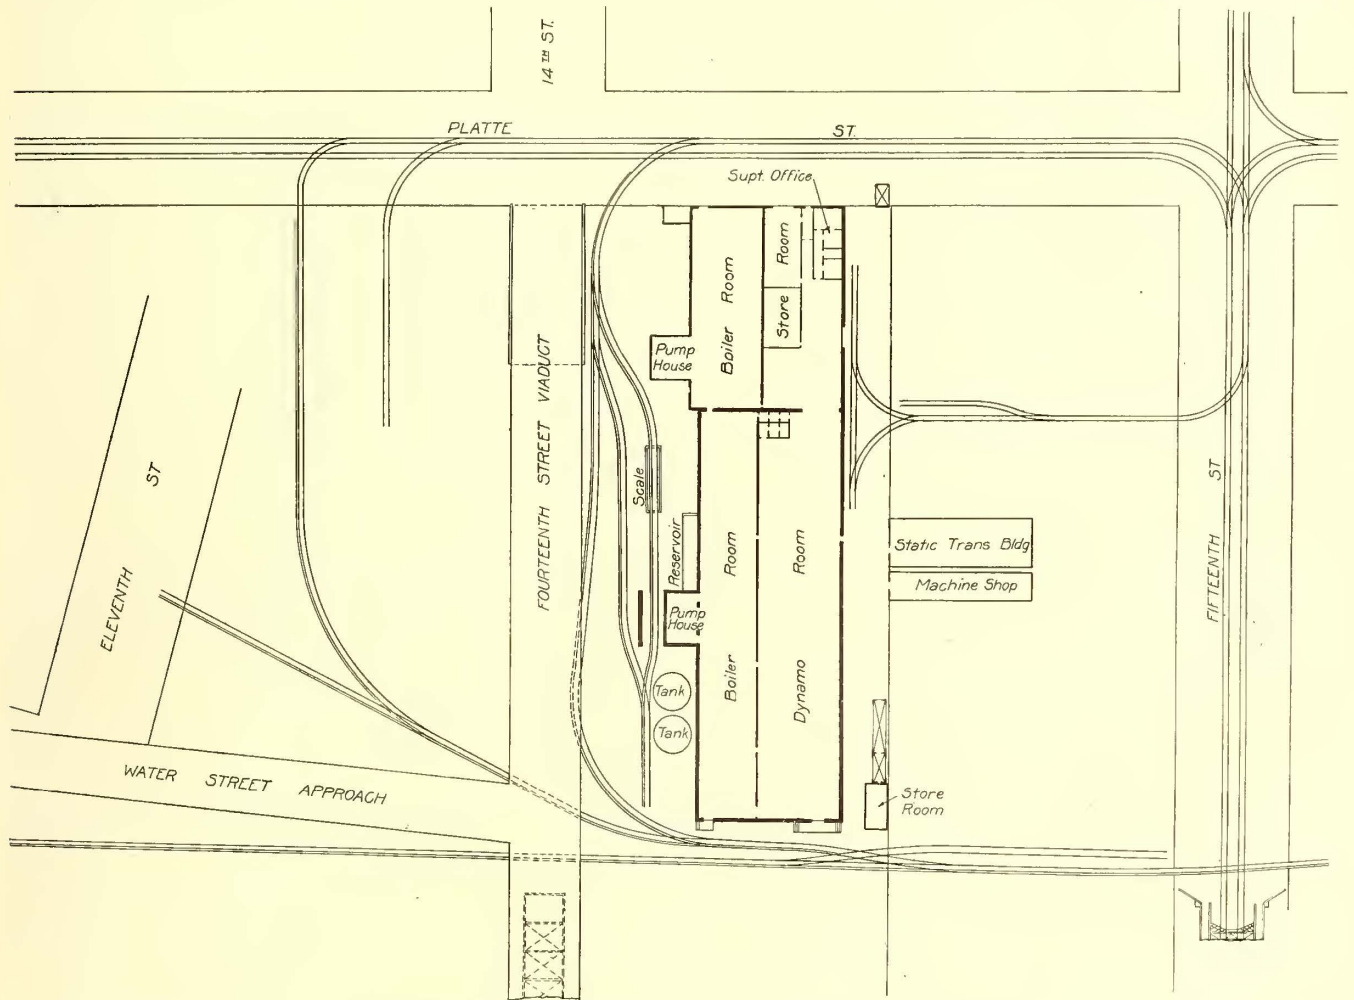 14TH ST.
PLATTE ST.
Supt. Office
Room
Store
Boiler Room
Pump
House
FOURTEENTH STREET VIADUCT
Scale
Reservoir
Pump
House
Boiler Room
Dynamo Room
Static Trans Bldg
Machine Shop
FIFTEENTH ST
ELEVENTH ST
Tank
Tank
WATER STREET APPROACH
Store
Room